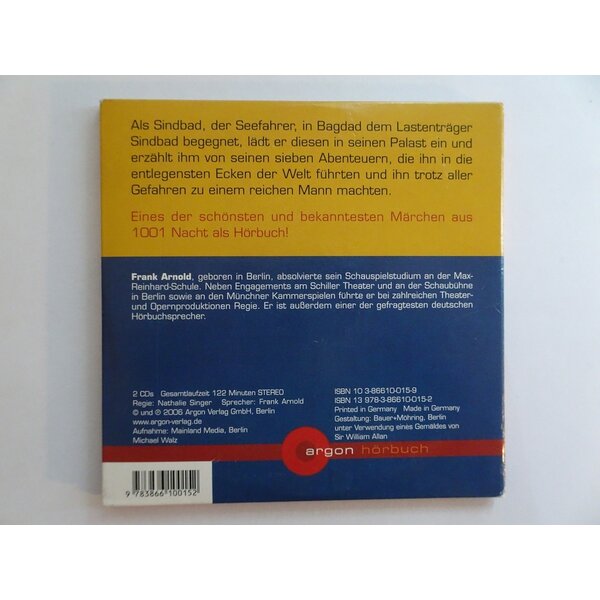 Als Sindbad, der Seefahrer, in Bagdad dem Lastenträger
Sindbad begegnet, lädt er diesen in seinen Palast ein und
erzählt ihm von seinen sieben Abenteuern, die ihn in die
entlegensten Ecken der Welt führten und ihn trotz aller
Gefahren zu einem reichen Mann machten.
Eines der schönsten und bekanntesten Märchen aus
1001 Nacht als Hörbuch!
Frank Arnold, geboren in Berlin, absolvierte sein Schauspielstudium an der Max-
Reinhard-Schule. Neben Engagements am Schiller Theater und an der Schaubühne
in Berlin sowie an den Münchner Kammerspielen führte er bei zahlreichen Theater-
und Opernproduktionen Regie. Er ist außerdem einer der gefragtesten deutschen
Hörbuchsprecher.
2 CDs Gesamtlaufzeit 122 Minuten STEREO
Regie: Nathalie Singer Sprecher: Frank Arnold
© und ℗ 2006 Argon Verlag GmbH, Berlin
www.argon-verlag.de
Aufnahme: Mainland Media, Berlin
Michael Walz
ISBN 10 3-86610-015-9
ISBN 13 978-3-86610-015-2
Printed in Germany Made in Germany
Gestaltung: Bauer+Möhring, Berlin
unter Verwendung eines Gemäldes von
Sir William Allan
argon hörbuch
9 783866 100152